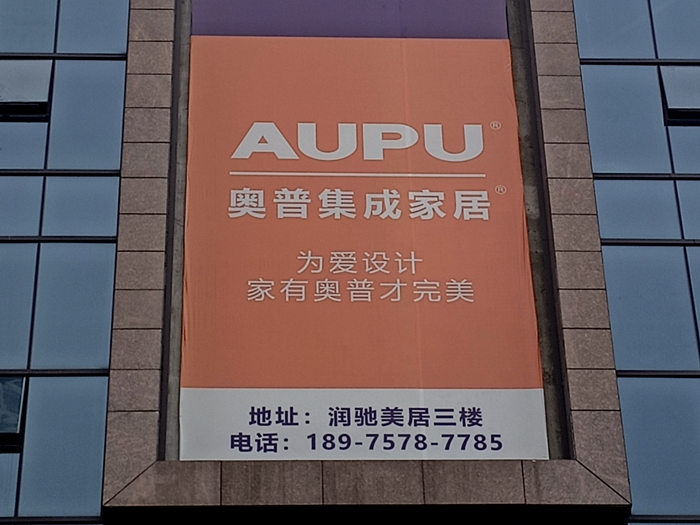 AUPU®
奥普集成家居®
为爱设计
家有奥普才完美
地址：润驰美居三楼
电话：189-7578-7785